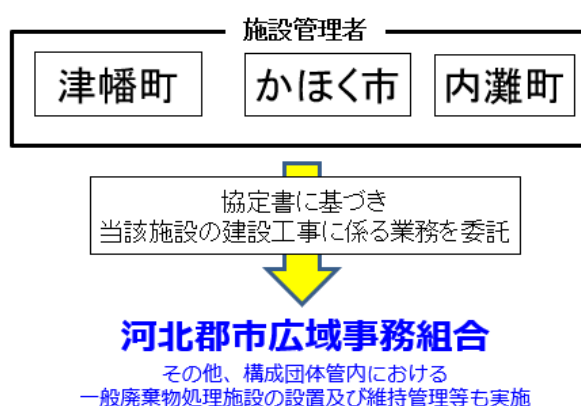 施設管理者
津幡町 かほく市 内灘町
協定書に基づき
当該施設の建設工事に係る業務を委託
河北郡市広域事務組合
その他、構成団体管内における
一般廃棄物処理施設の設置及び維持管理等も実施